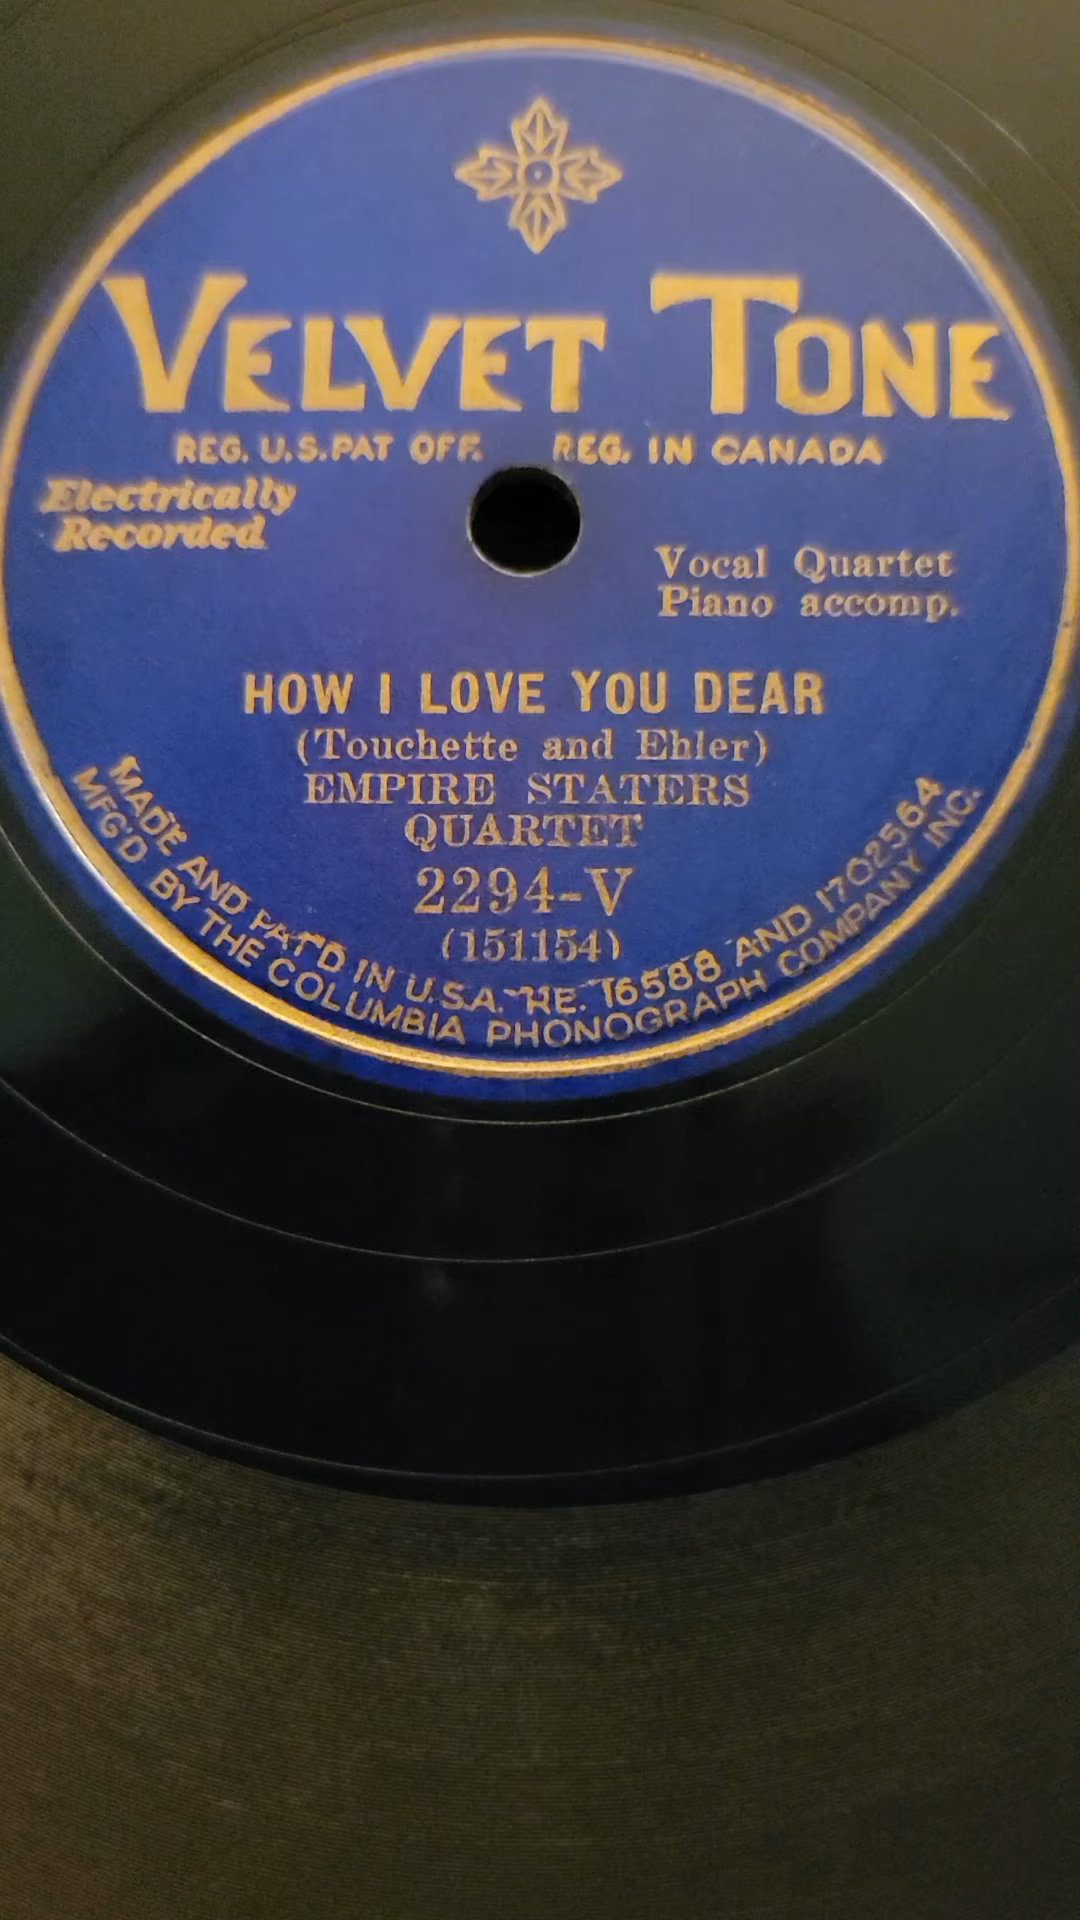 VELVET TONE
REG. U.S. PAT OFF. REG. IN CANADA
Electrically
Recorded
Vocal Quartet
Piano accomp.
HOW I LOVE YOU DEAR
(Touchette and Ehler)
EMPIRE STATERS
QUARTET
2294-V
(151154)
MADE AND PAT'D IN U.S.A. RE. 16588 AND 1702564
MFG'D BY THE COLUMBIA PHONOGRAPH COMPANY INC.